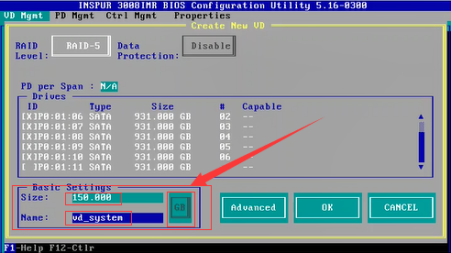 INSPUR 3008IMR BIOS Configuration Utility 5.16-0300
VD Mgmt PD Mgmt Ctrl Mgmt Properties
Create New VD
RAID Level: RAID-5 Data Protection: Disable
PD per Span : N/A
Drives
ID Type Size # Capable
[X]P0:01:06 SATA 931.000 GB 02 --
[X]P0:01:07 SATA 931.000 GB 03 --
[X]P0:01:08 SATA 931.000 GB 04 --
[X]P0:01:09 SATA 931.000 GB 05 --
[X]P0:01:10 SATA 931.000 GB 06 --
[ ]P0:01:11 SATA 931.000 GB -- --
Basic Settings
Size: 150.000 GB
Name: vd_system
Advanced OK CANCEL
F1-Help F12-Ctlr